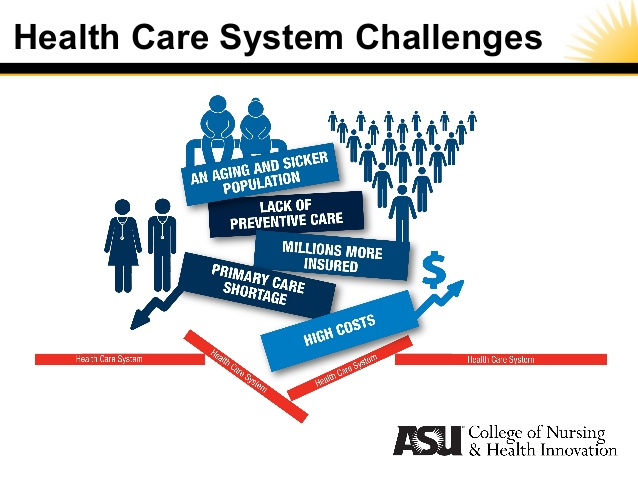 Health Care System Challenges
AN AGING AND SICKER
POPULATION
LACK OF
PREVENTIVE CARE
MILLIONS MORE
INSURED
PRIMARY CARE
SHORTAGE
$
HIGH COSTS
Health Care System
Health Care System
Health Care System
Health Care System
ASU College of Nursing
& Health Innovation